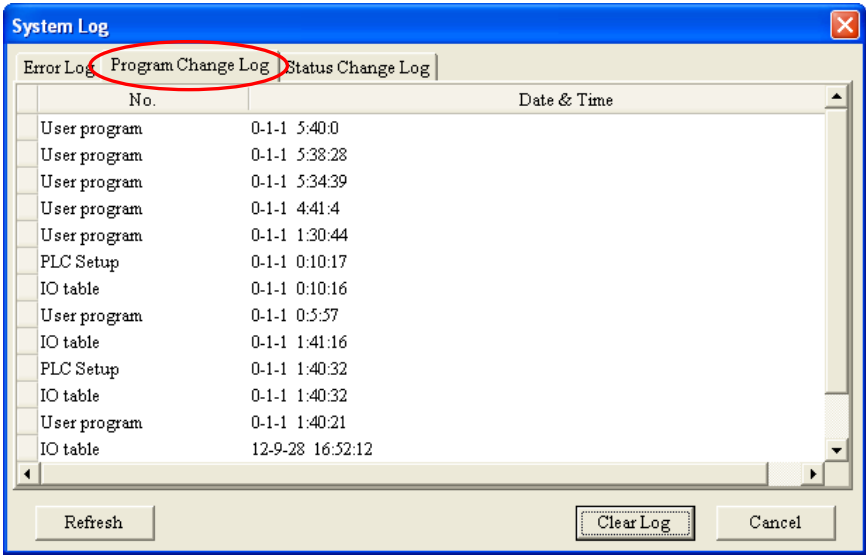 System Log
Error Log Program Change Log Status Change Log
No. Date & Time
User program 0-1-1 5:40:0
User program 0-1-1 5:38:28
User program 0-1-1 5:34:39
User program 0-1-1 4:41:4
User program 0-1-1 1:30:44
PLC Setup 0-1-1 0:10:17
IO table 0-1-1 0:10:16
User program 0-1-1 0:5:57
IO table 0-1-1 1:41:16
PLC Setup 0-1-1 1:40:32
IO table 0-1-1 1:40:32
User program 0-1-1 1:40:21
IO table 12-9-28 16:52:12
Refresh Clear Log Cancel